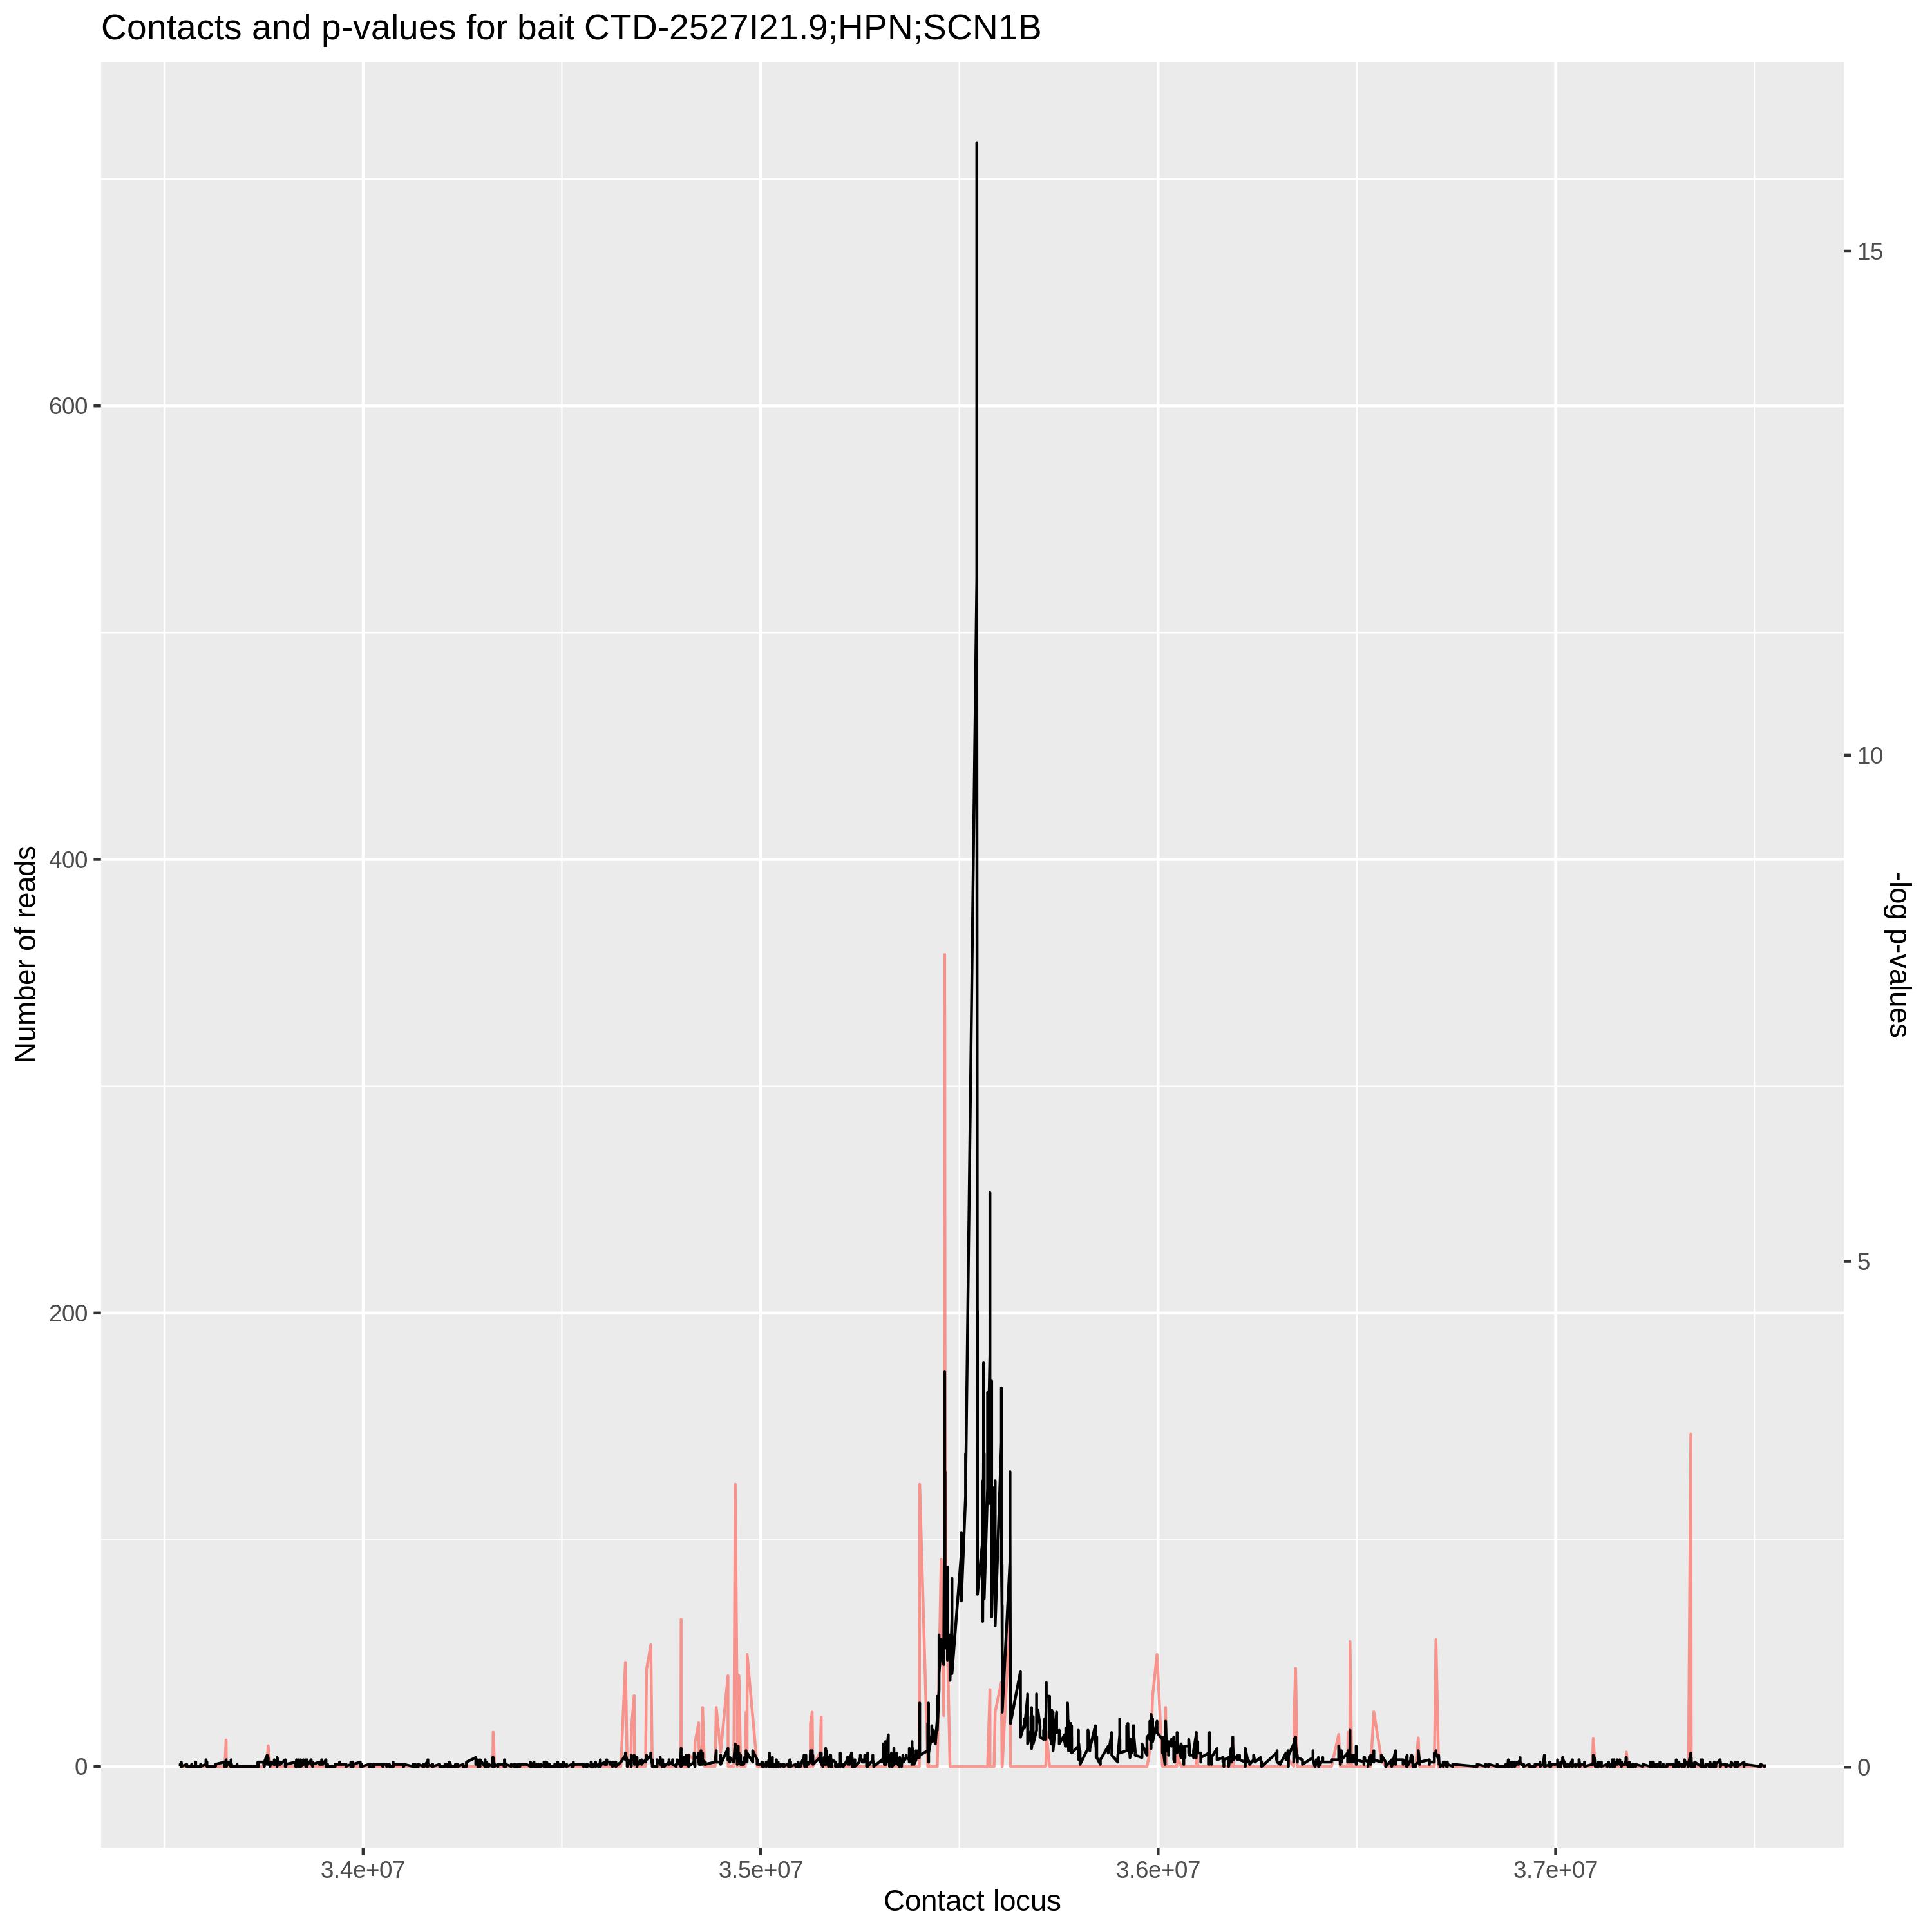 Contacts and p-values for bait CTD-2527I21.9;HPN;SCN1B
600
400
200
0
Number of reads
15
10
5
0
-log p-values
3.4e+07
3.5e+07
3.6e+07
3.7e+07
Contact locus